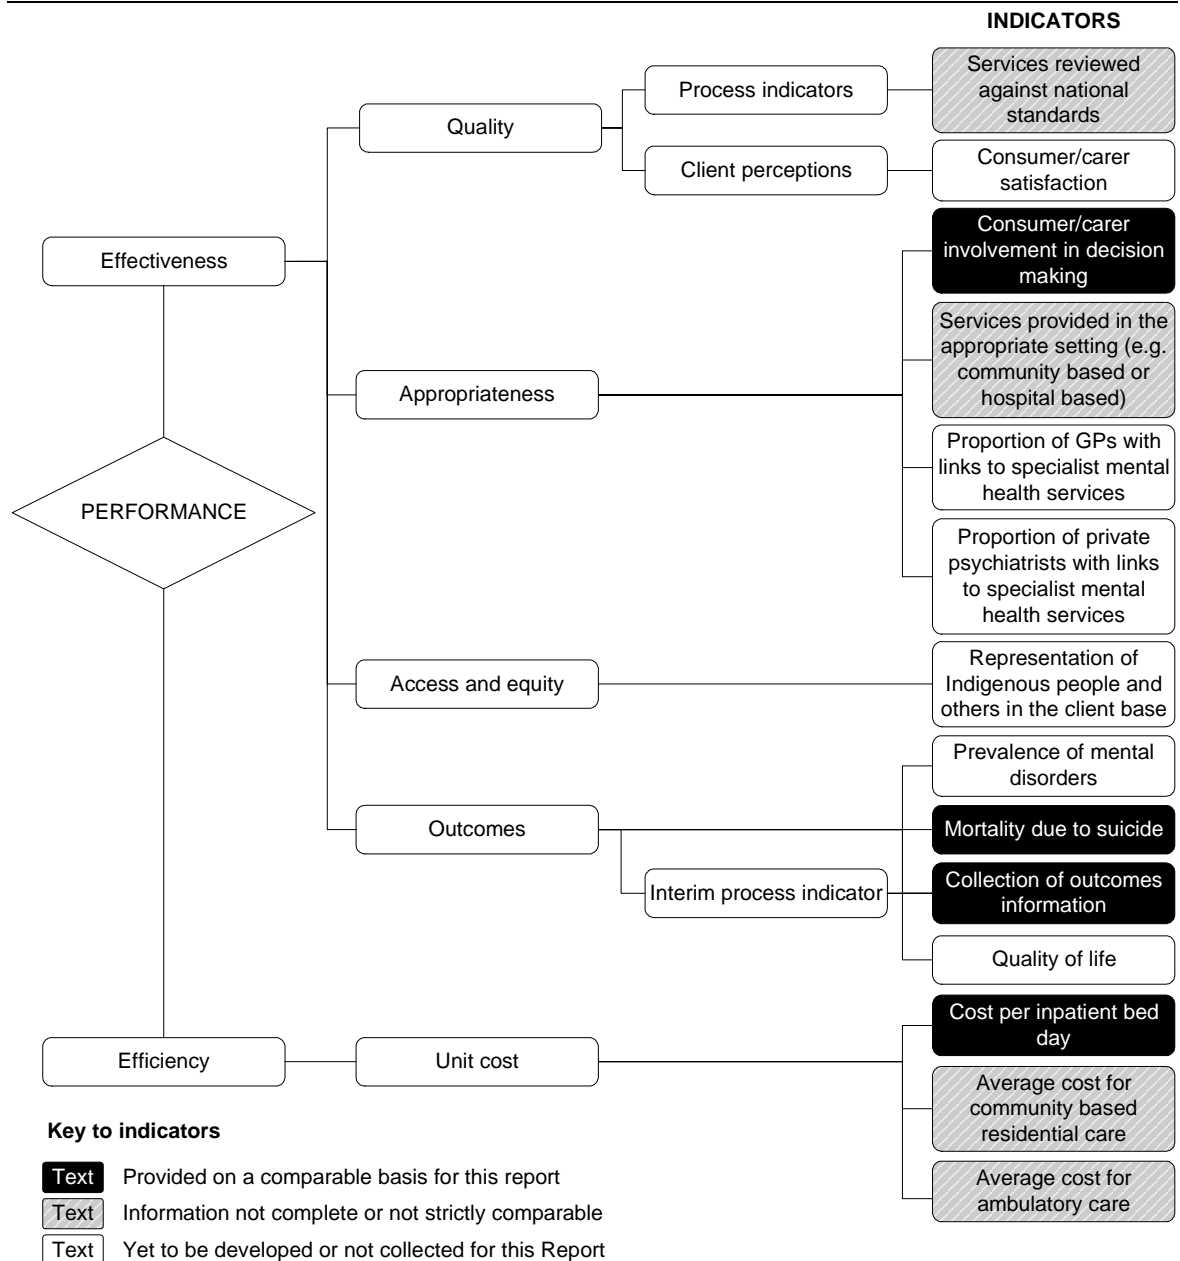 INDICATORS
Services reviewed
against national
standards
Process indicators
Quality
Client perceptions
Consumer/carer
satisfaction
Consumer/carer
involvement in decision
making
Effectiveness
Services provided in the
appropriate setting (e.g.
community based or
hospital based)
Appropriateness
Proportion of GPs with
links to specialist mental
health services
PERFORMANCE
Proportion of private
psychiatrists with links
to specialist mental
health services
Access and equity
Representation of
Indigenous people and
others in the client base
Prevalence of mental
disorders
Outcomes
Mortality due to suicide
Interim process indicator
Collection of outcomes
information
Quality of life
Cost per inpatient bed
day
Efficiency
Unit cost
Average cost for
community based
residential care
Average cost for
ambulatory care
Key to indicators
Text Provided on a comparable basis for this report
Text Information not complete or not strictly comparable
Text Yet to be developed or not collected for this Report